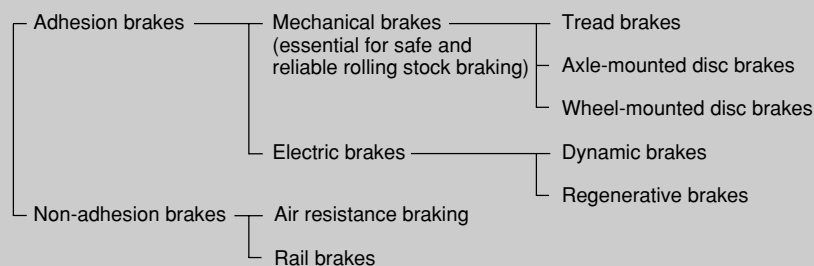 Adhesion brakes
Mechanical brakes
(essential for safe and
reliable rolling stock braking)
Tread brakes
Axle-mounted disc brakes
Wheel-mounted disc brakes
Electric brakes
Dynamic brakes
Regenerative brakes
Non-adhesion brakes
Air resistance braking
Rail brakes